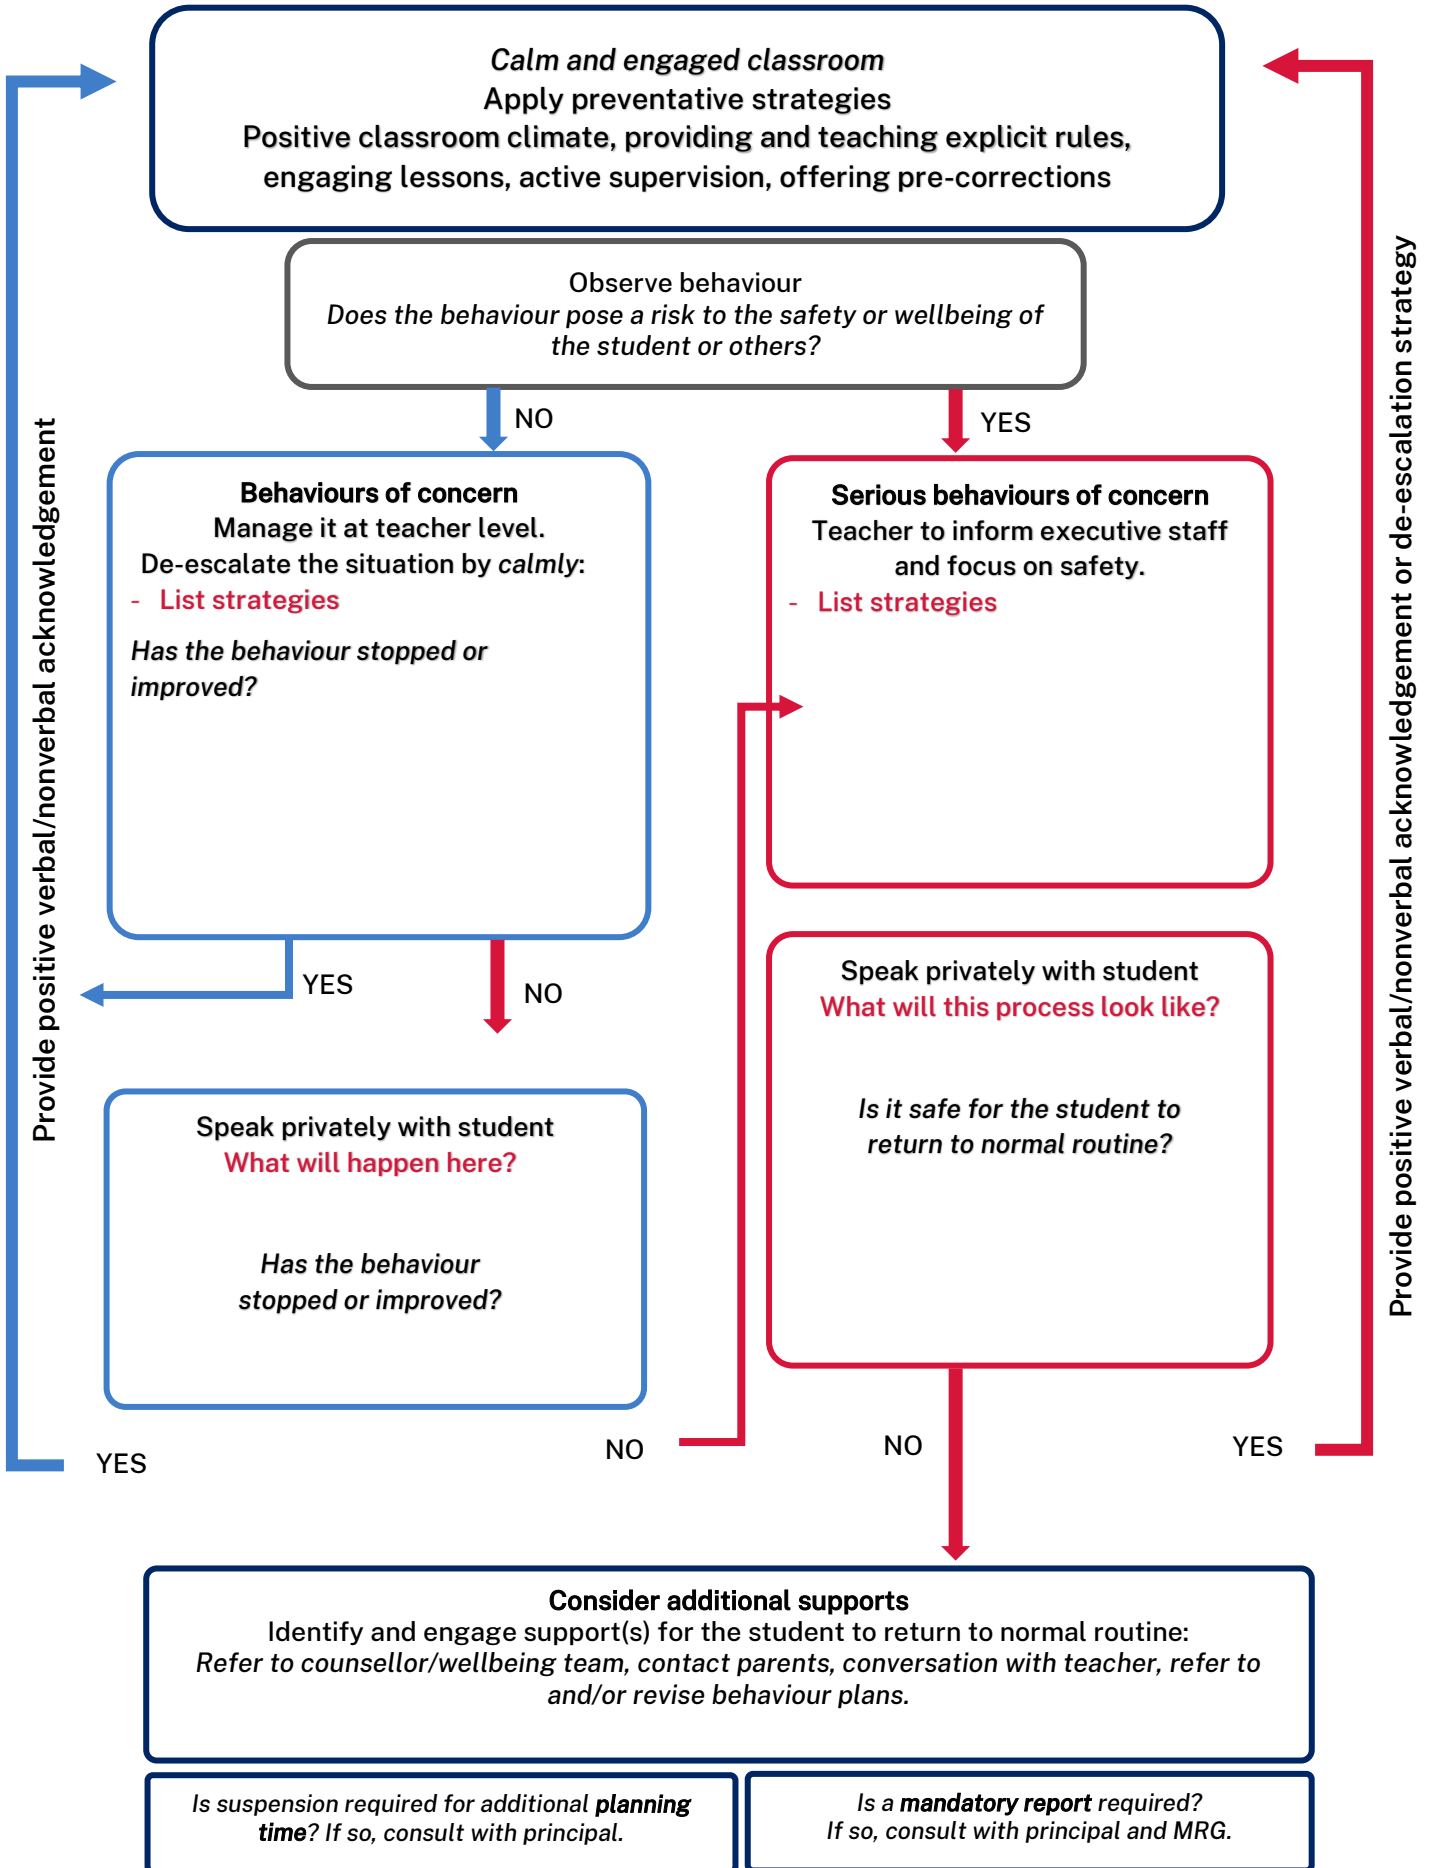 Calm and engaged classroom
Apply preventative strategies
Positive classroom climate, providing and teaching explicit rules,
engaging lessons, active supervision, offering pre-corrections
Observe behaviour
Does the behaviour pose a risk to the safety or wellbeing of
the student or others?
NO
YES
Behaviours of concern
Manage it at teacher level.
De-escalate the situation by calmly:
- List strategies
Has the behaviour stopped or
improved?
Serious behaviours of concern
Teacher to inform executive staff
and focus on safety.
- List strategies
YES
NO
Speak privately with student
What will happen here?
Has the behaviour
stopped or improved?
Speak privately with student
What will this process look like?
Is it safe for the student to
return to normal routine?
YES
NO
NO
YES
Provide positive verbal/nonverbal acknowledgement
Provide positive verbal/nonverbal acknowledgement or de-escalation strategy
Consider additional supports
Identify and engage support(s) for the student to return to normal routine:
Refer to counsellor/wellbeing team, contact parents, conversation with teacher, refer to
and/or revise behaviour plans.
Is suspension required for additional planning
time? If so, consult with principal.
Is a mandatory report required?
If so, consult with principal and MRG.